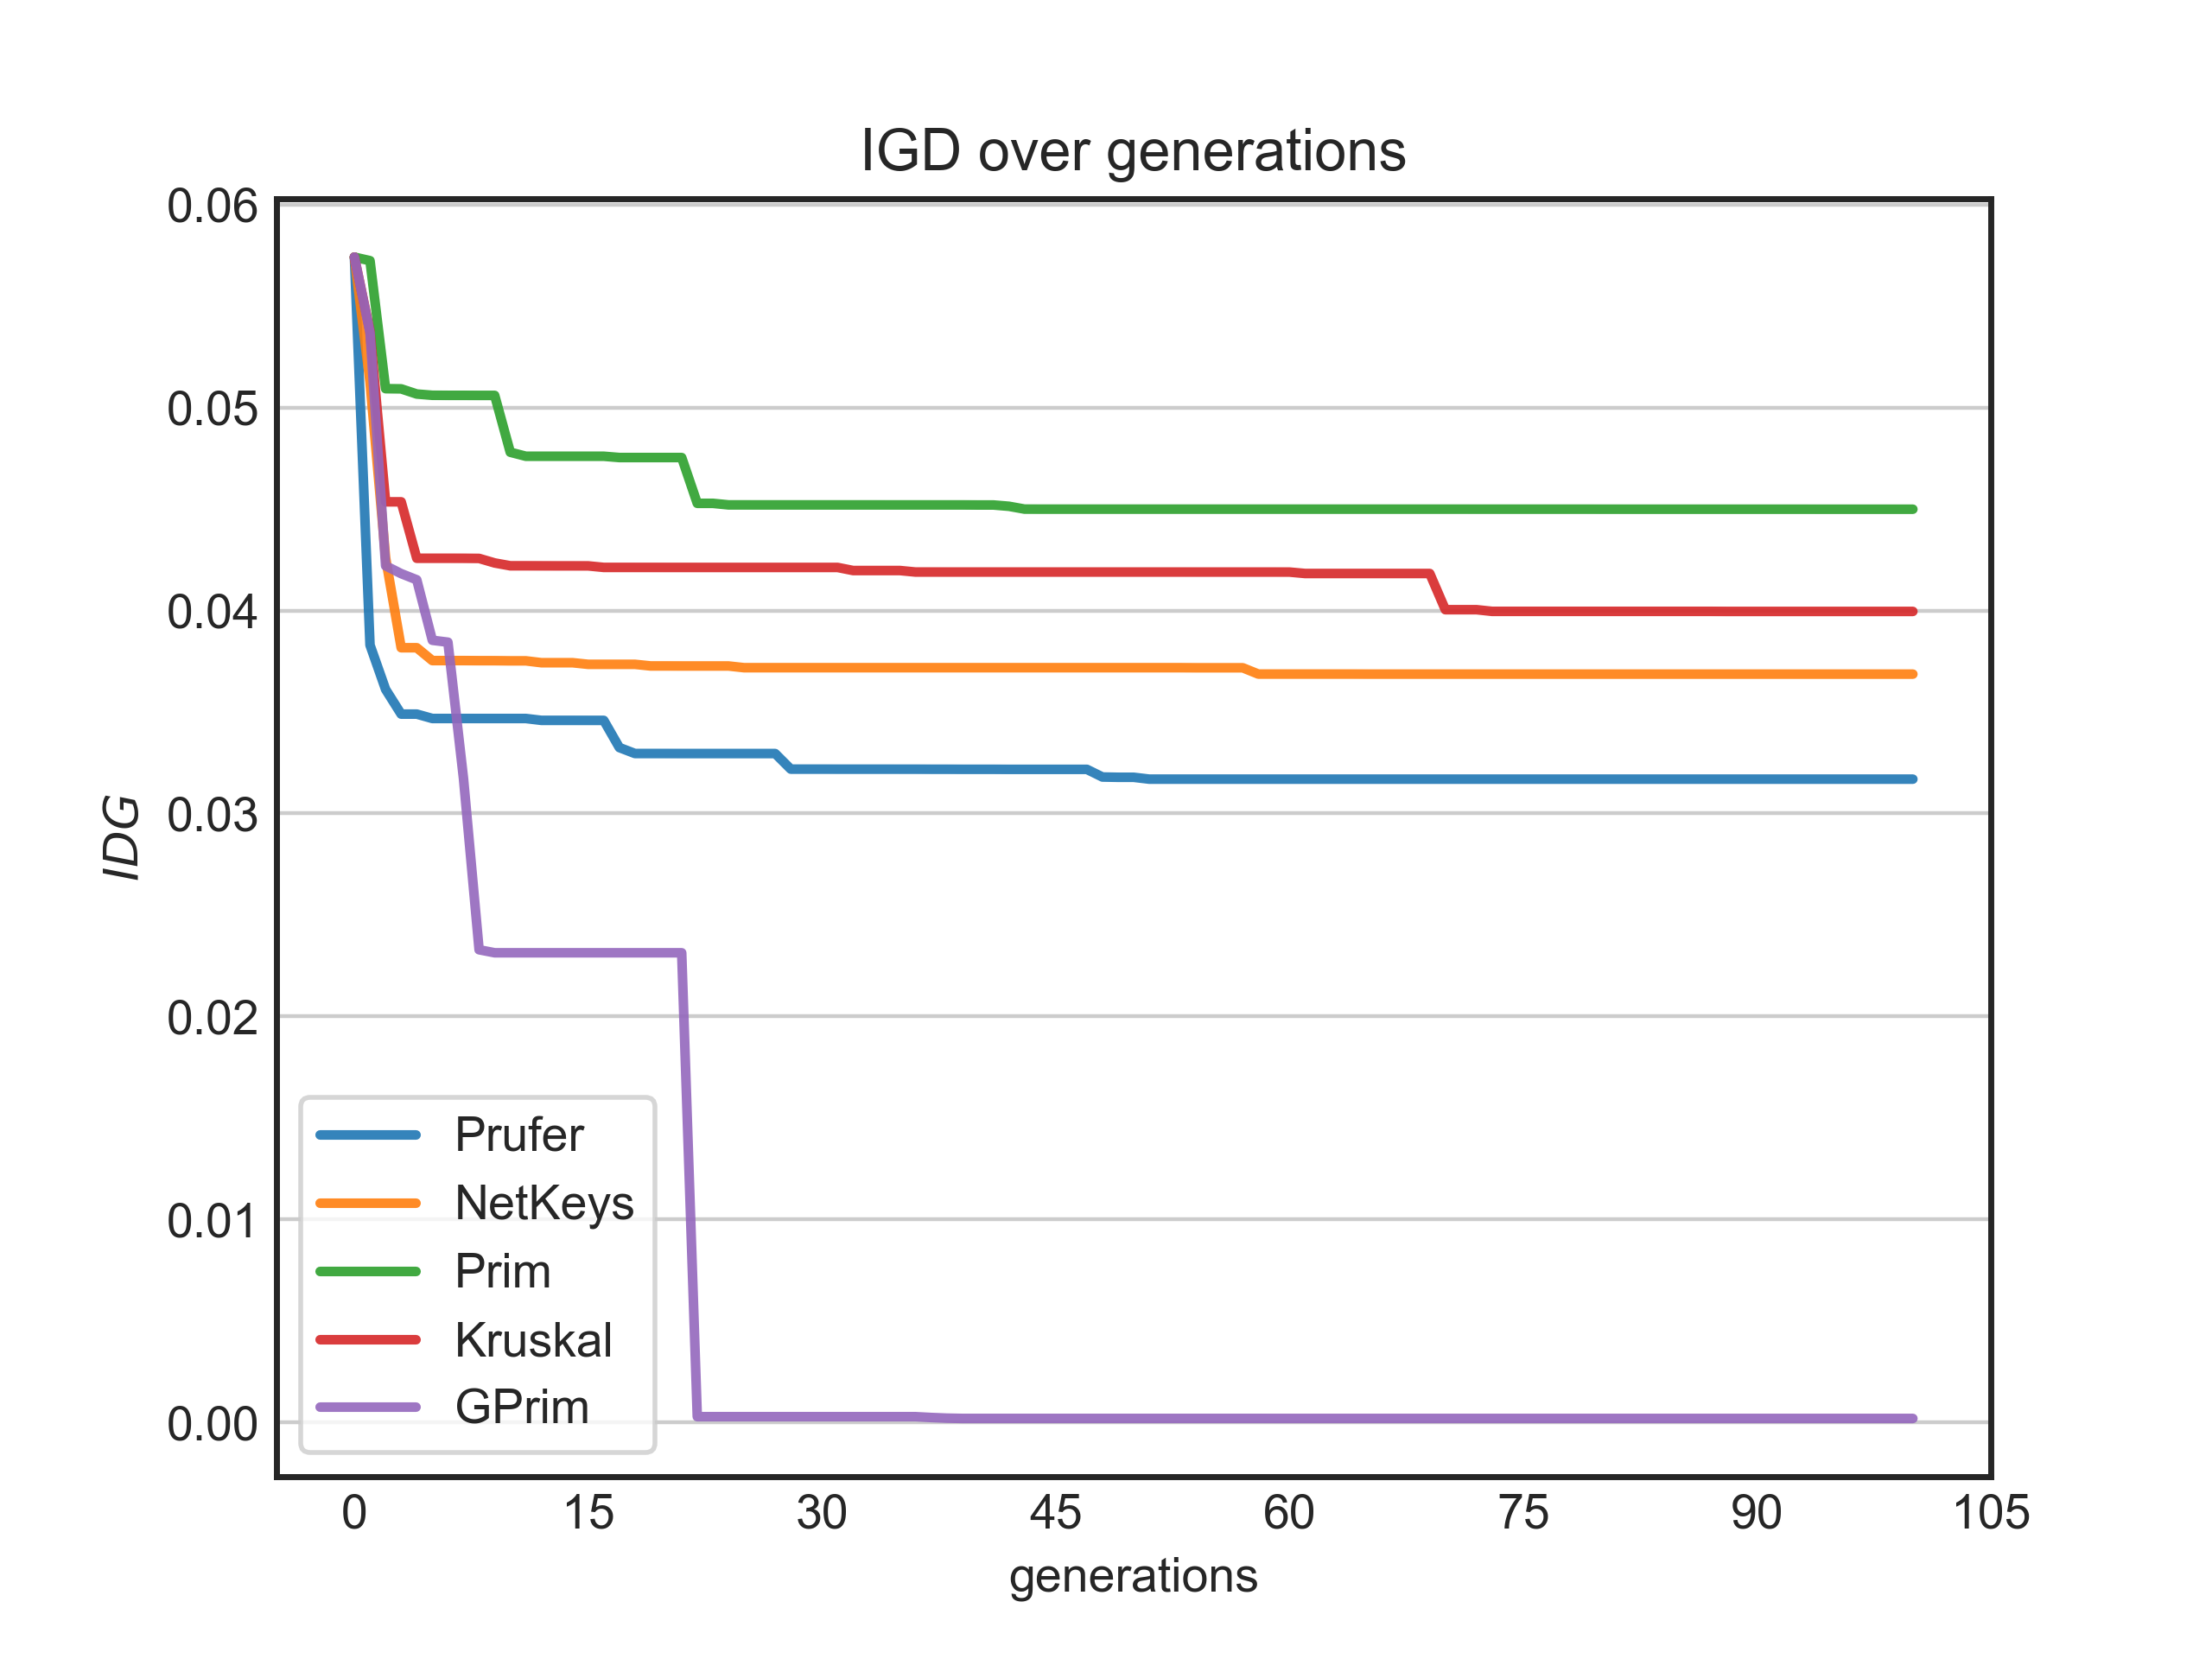 IGD over generations
0.06
0.05
0.04
0.03
0.02
0.01
0.00
IDG
Prufer
NetKeys
Prim
Kruskal
GPrim
0 15 30 45 60 75 90 105
generations